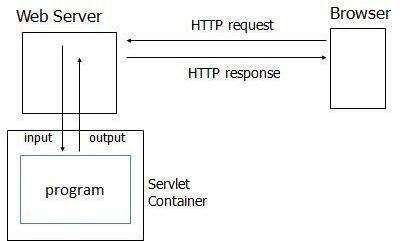 Web Server
Browser
HTTP request
HTTP response
input
output
program
Servlet
Container